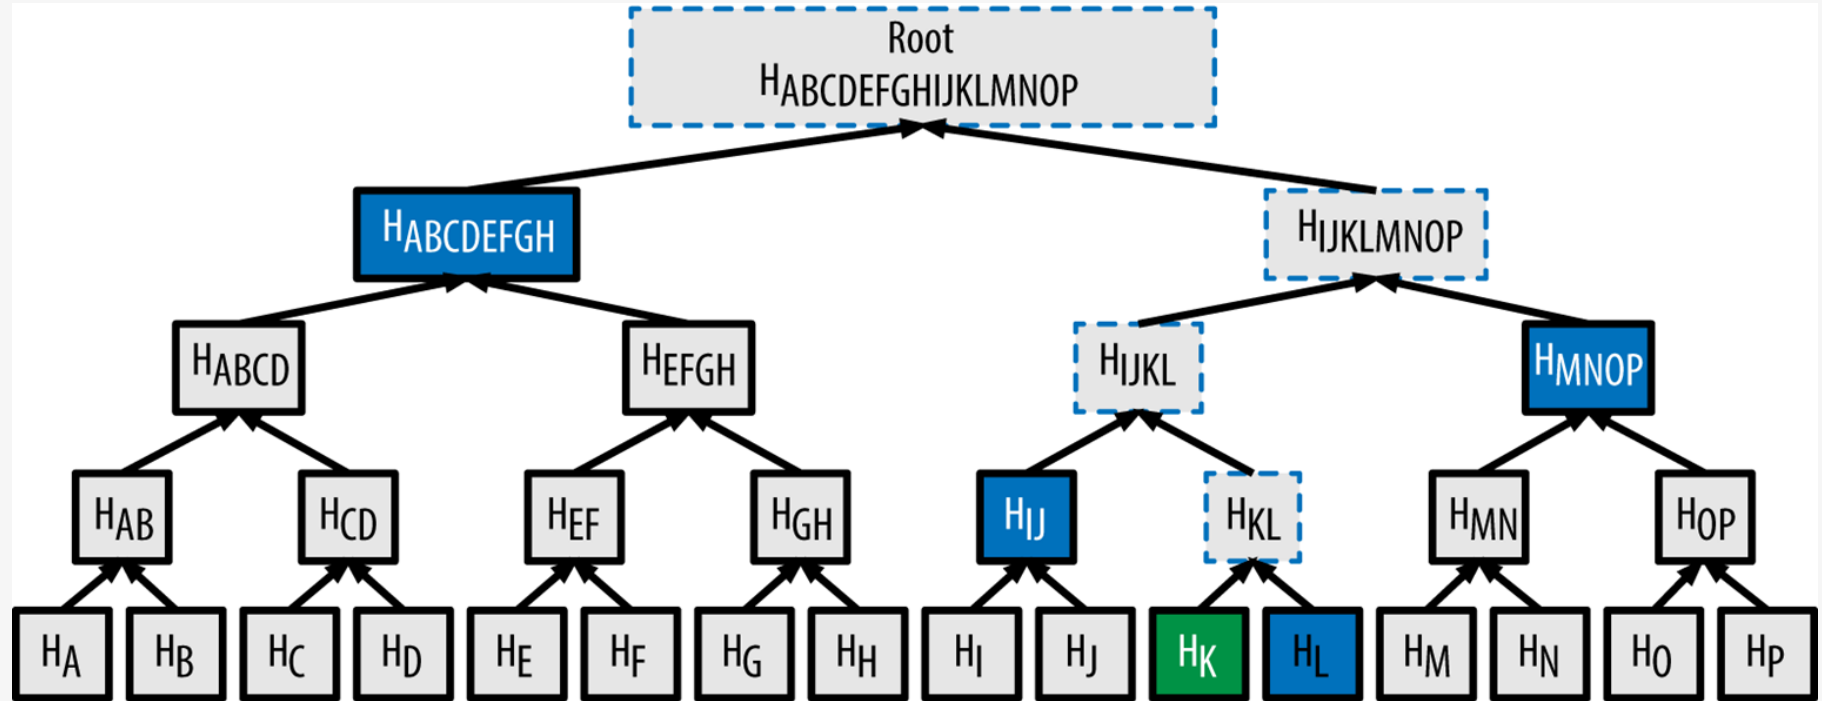 Root
HABCDEFGHIJKLMNOP
HABCDEFGH
HIJKLMNOP
HABCD
HEFGH
HIJKL
HMNOP
HAB
HCD
HEF
HGH
HIJ
HKL
HMN
HOP
HA
HB
HC
HD
HE
HF
HG
HH
HI
HJ
HK
HL
HM
HN
HO
HP